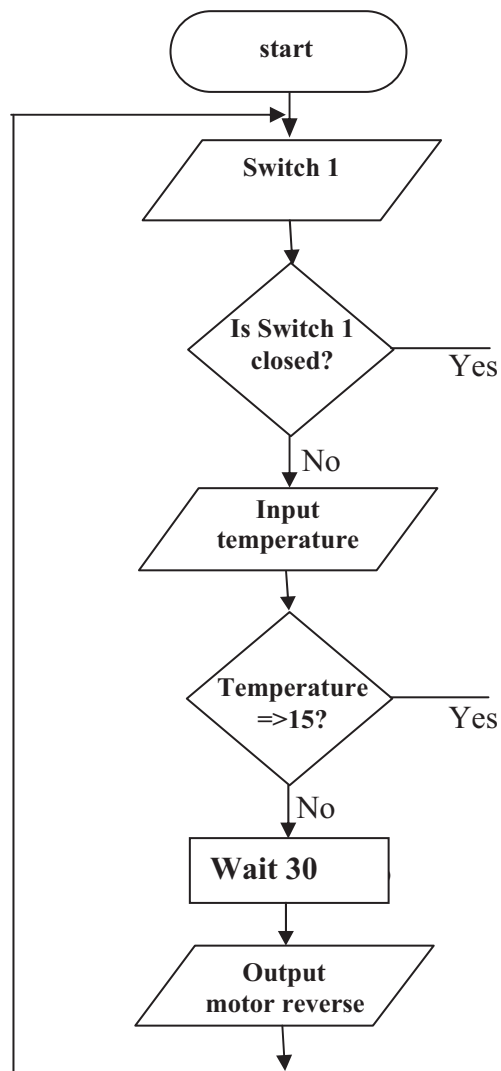 start
Switch 1
Is Switch 1
closed?
Yes
No
Input
temperature
Temperature
=>15?
Yes
No
Wait 30
Output
motor reverse